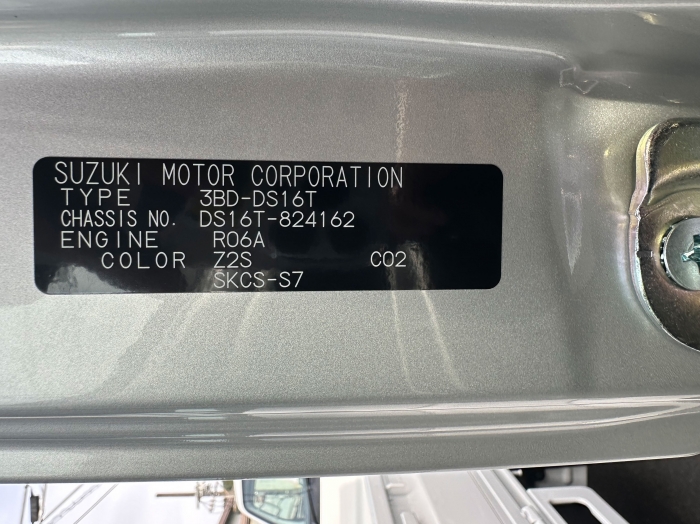 SUZUKI MOTOR CORPORATION
TYPE 3BD-DS16T
CHASSIS NO. DS16T-824162
ENGINE R06A
COLOR Z2S C02
SKCS-S7